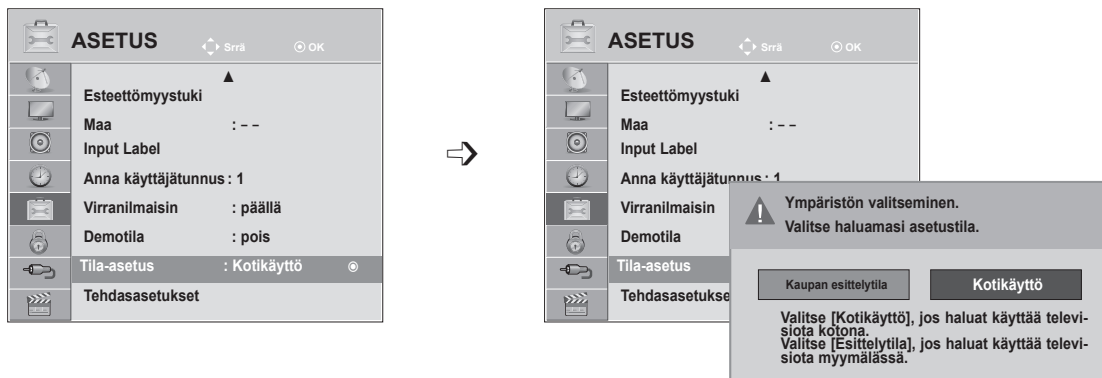 ASETUS Srrä OK
Esteettömyystuki
Maa : – –
Input Label
Anna käyttäjätunnus : 1
Virranilmaisin : päällä
Demotila : pois
Tila-asetus : Kotikäyttö
Tehdasasetukset
ASETUS Srrä OK
Esteettömyystuki
Maa : – –
Input Label
Anna käyttäjätunnus : 1
Virranilmaisin
Demotila
Tila-asetus
Tehdasasetukse
Ympäristön valitseminen.
Valitse haluamasi asetustila.
Kaupan esittelytila Kotikäyttö
Valitse [Kotikäyttö], jos haluat käyttää televi-
siota kotona.
Valitse [Esittelytila], jos haluat käyttää televi-
siota myymälässä.